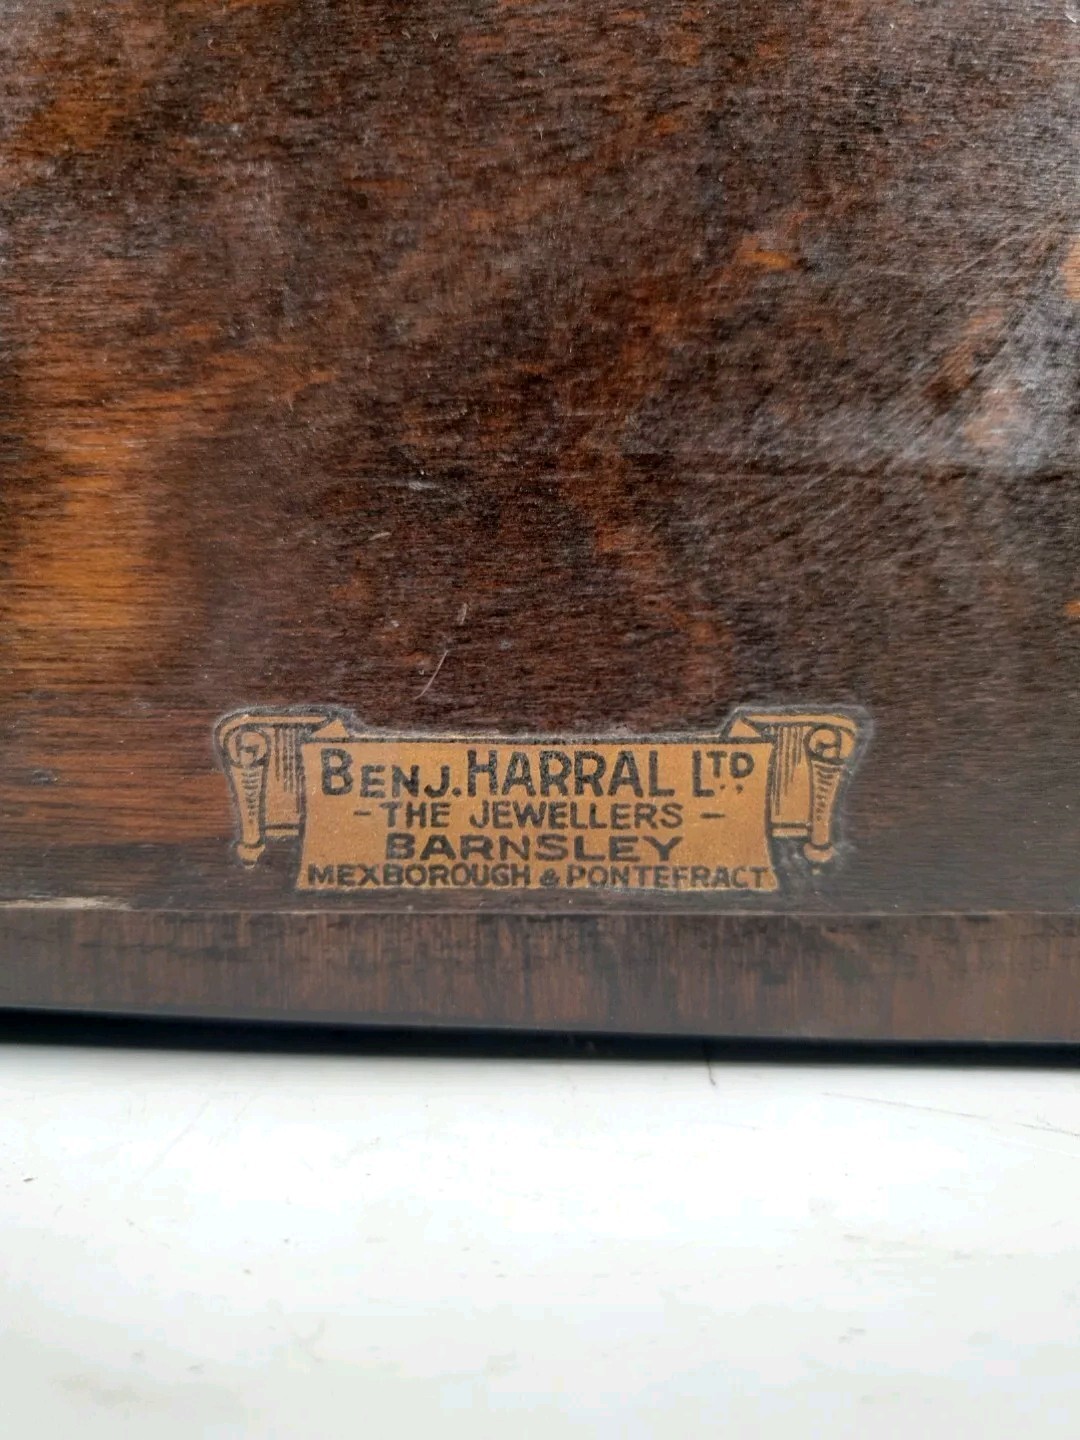 BENJ. HARRAL LTD
- THE JEWELLERS -
BARNSLEY
MEXBOROUGH & PONTEFRACT